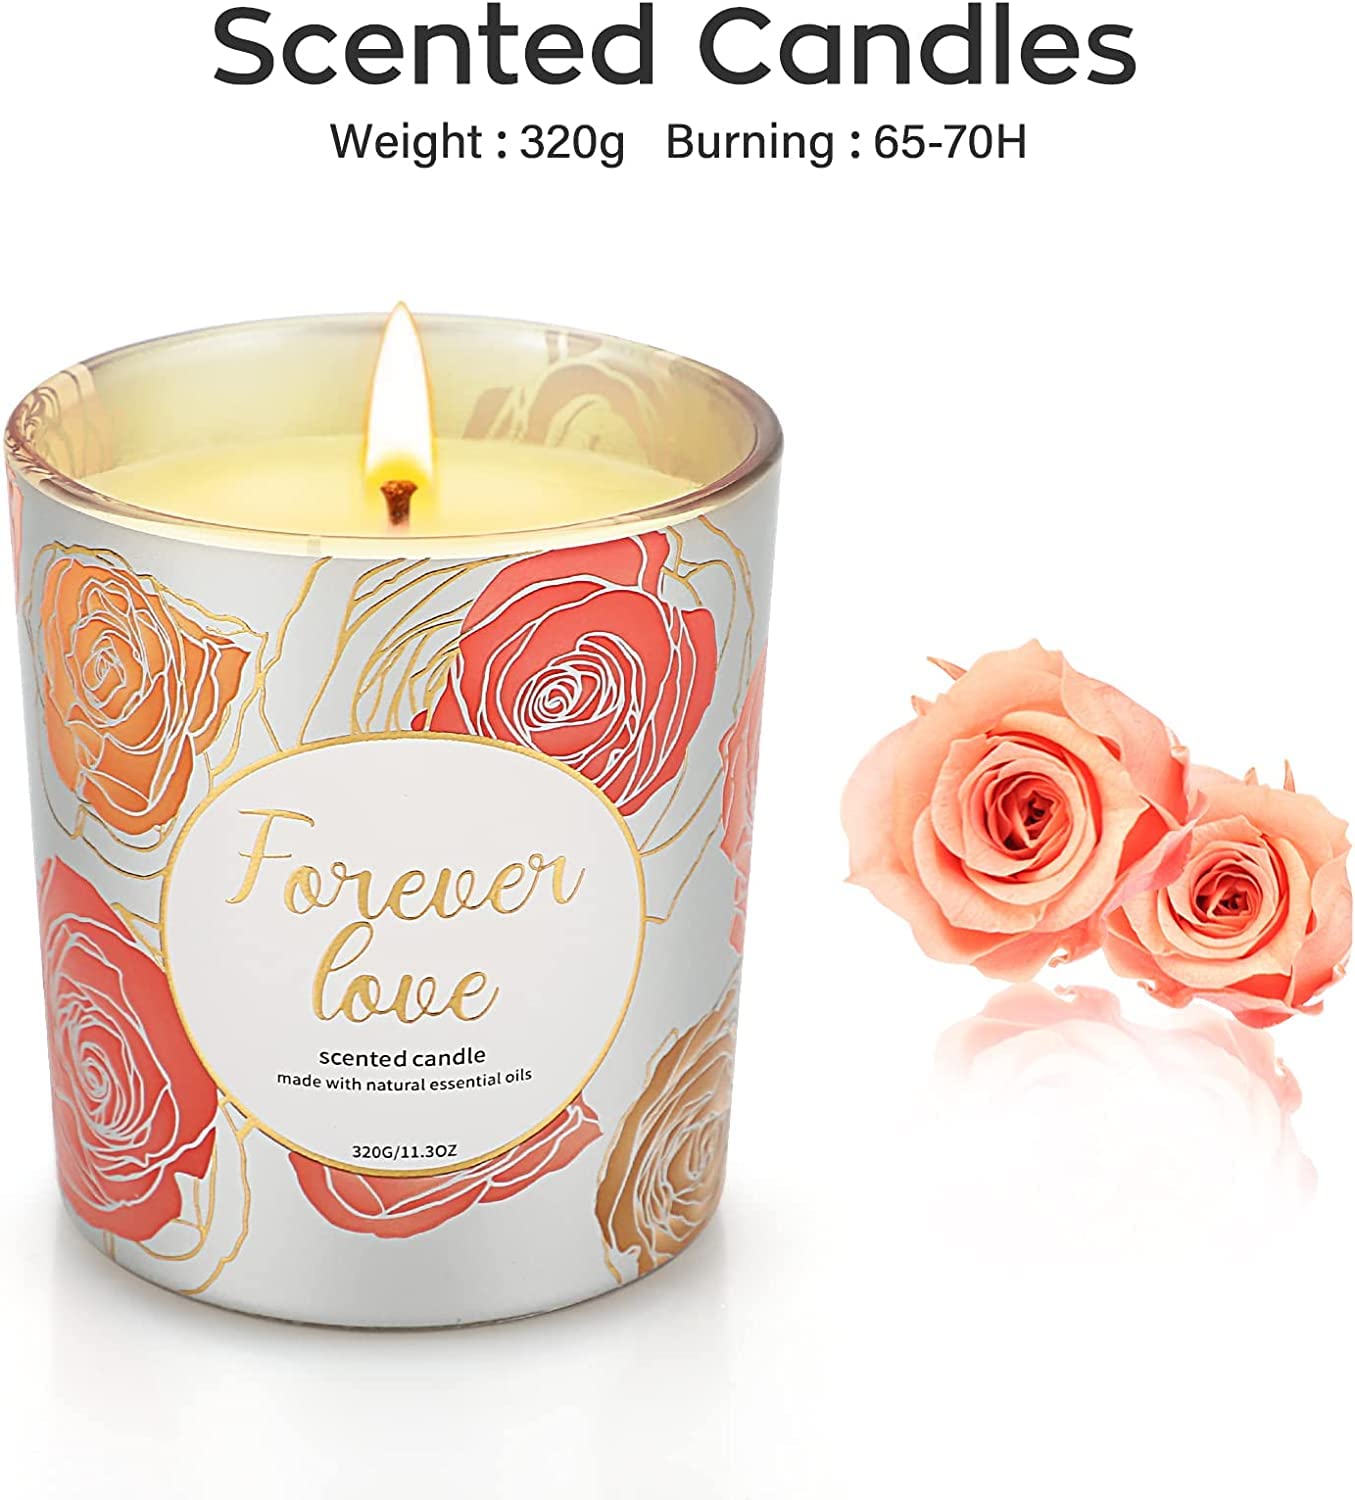 Scented Candles
Weight : 320g Burning : 65-70H
Forever
love
scented candle
made with natural essential oils
320G/11.3OZ